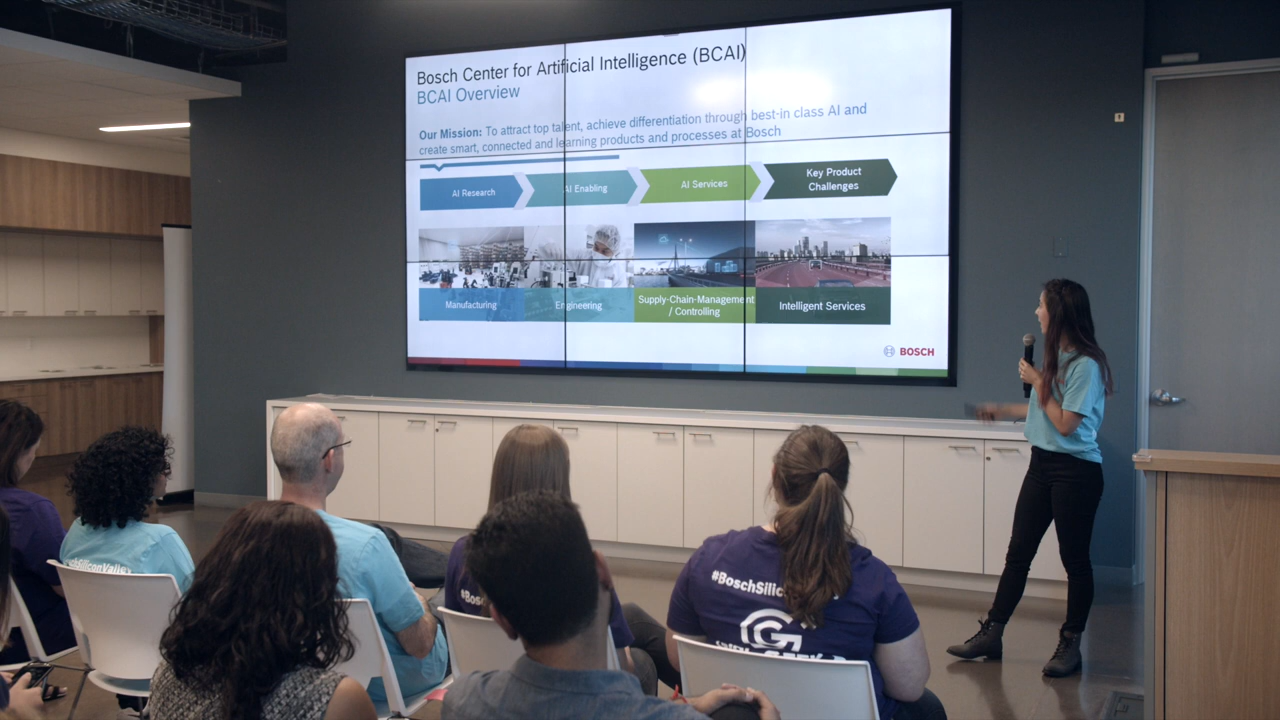 Bosch Center for Artificial Intelligence (BCAI)
BCAI Overview
Our Mission: To attract top talent, achieve differentiation through best-in class AI and
create smart, connected and learning products and processes at Bosch
AI Research
AI Enabling
AI Services
Key Product
Challenges
Manufacturing
Engineering
Supply-Chain-Management
/ Controlling
Intelligent Services
BOSCH
#BoschSilic